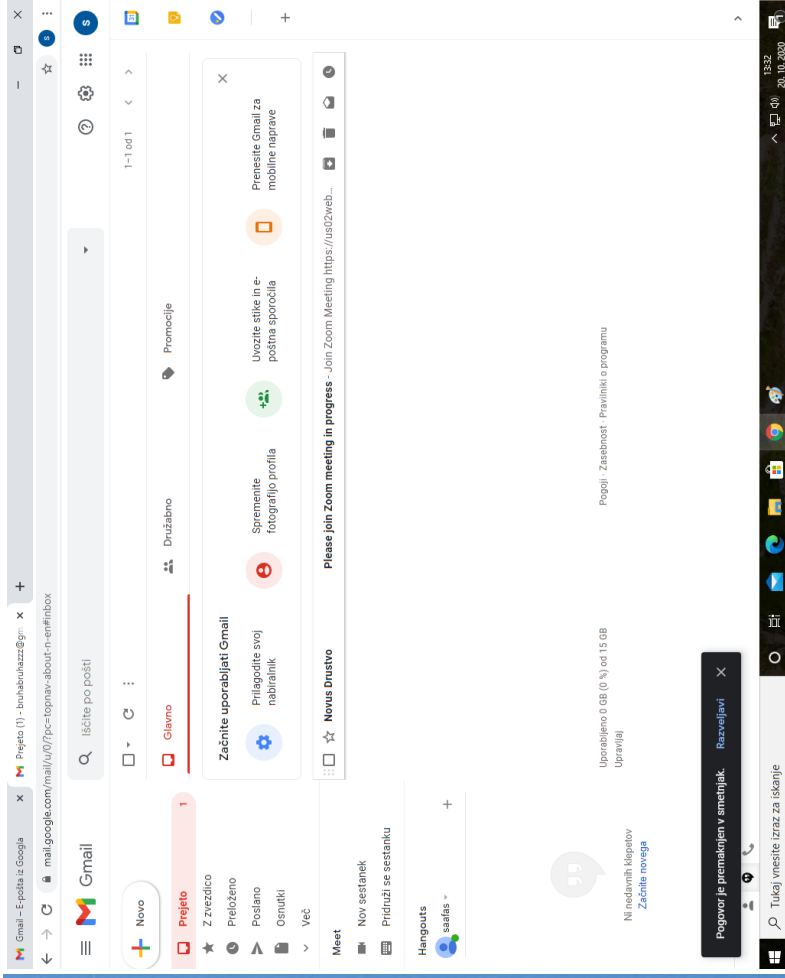 Gmail – E-pošta iz Googla
Prejeto (1) - bruhabruhazzz@gm
mail.google.com/mail/u/0/?pc=topnav-about-n-en#inbox
s
Gmail
Iščite po pošti
s
Novo
1–1 od 1
31
Prejeto 1
Z zvezdico
Preloženo
Poslano
Osnutki
Več
Meet
Nov sestanek
Pridruži se sestanku
Hangouts
saafas
Ni nedavnih klepetov
Začnite novega
Glavno
Družabno
Promocije
Začnite uporabljati Gmail
Prilagodite svoj
nabiralnik
Spremenite
fotografijo profila
Uvozite stike in e-
poštna sporočila
Prenesite Gmail za
mobilne naprave
Novus Drustvo Please join Zoom meeting in progress - Join Zoom Meeting https://us02web...
Uporabljeno 0 GB (0 %) od 15 GB
Upravljaj
Pogoji · Zasebnost · Pravilniki o programu
Pogovor je premaknjen v smetnjak. Razveljavi
Tukaj vnesite izraz za iskanje
13:32
20. 10. 2020